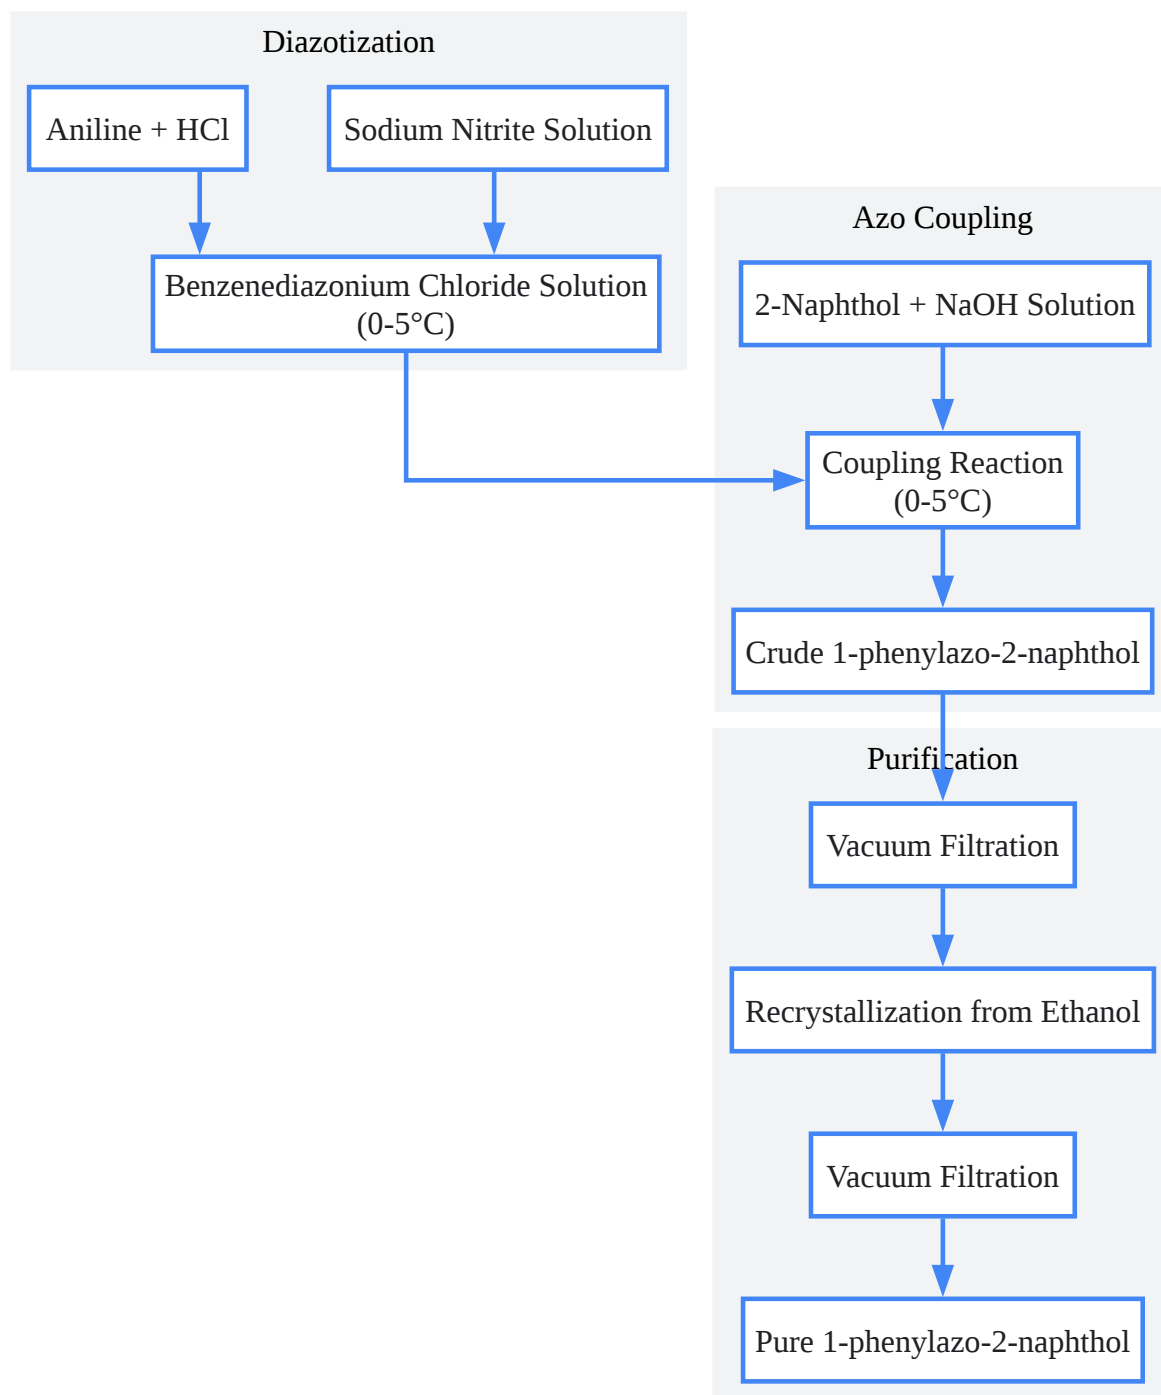 Diazotization
Aniline + HCl
Sodium Nitrite Solution
Benzenediazonium Chloride Solution
(0-5°C)
Azo Coupling
2-Naphthol + NaOH Solution
Coupling Reaction
(0-5°C)
Crude 1-phenylazo-2-naphthol
Purification
Vacuum Filtration
Recrystallization from Ethanol
Vacuum Filtration
Pure 1-phenylazo-2-naphthol